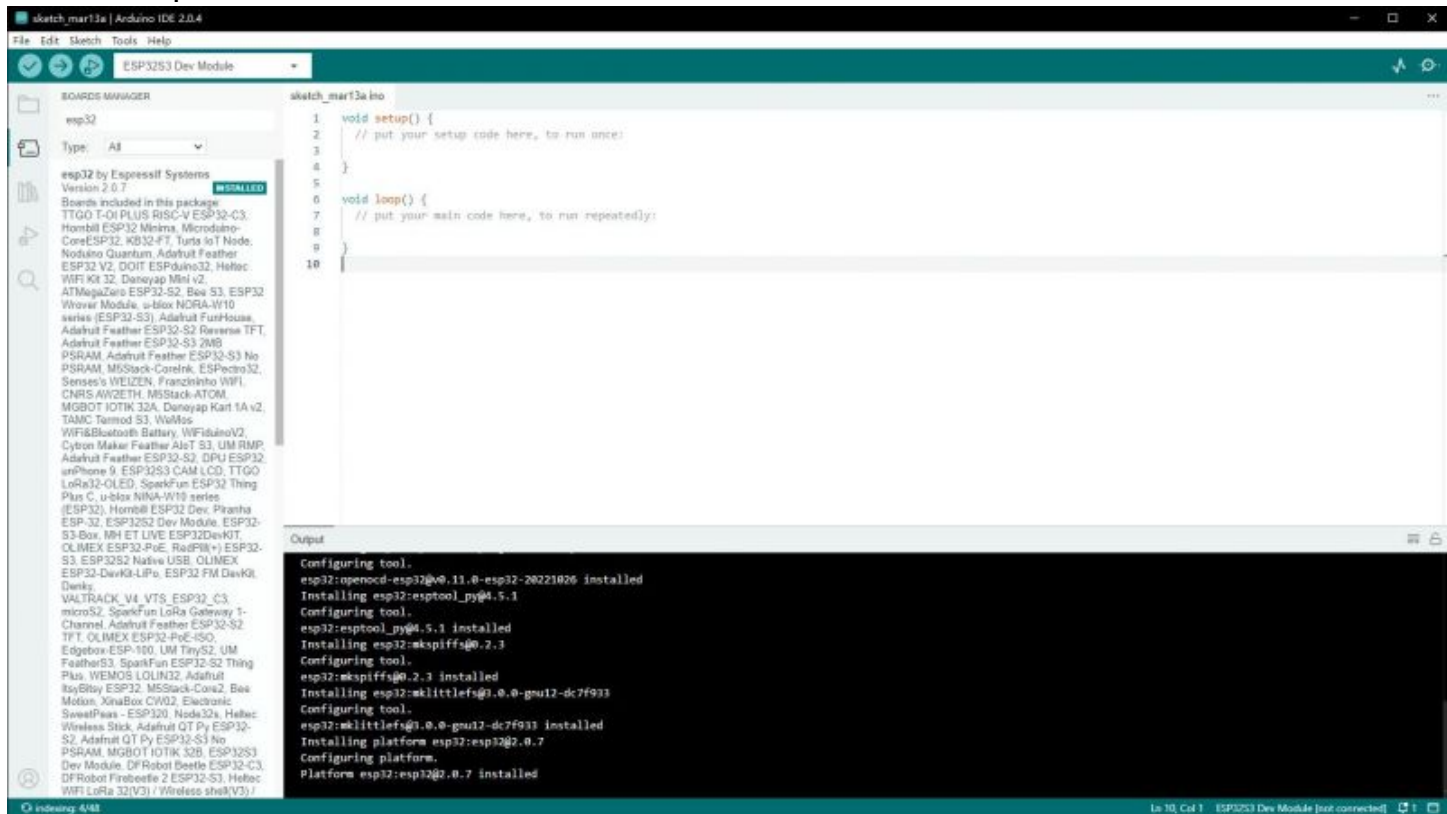 sketch_mar13a | Arduino IDE 2.0.4
File Edit Sketch Tools Help
ESP32S3 Dev Module
BOARDS MANAGER
esp32
Type: All
esp32 by Espressif Systems
Version 2.0.7
INSTALLED
Boards included in this package:
TTGO T-OI PLUS RISC-V ESP32-C3,
Hornbill ESP32 Minima, Microduino-
CoreESP32, KB32-FT, Turta IoT Node,
Noduino Quantum, Adafruit Feather
ESP32 V2, DOIT ESPduino32, Heltec
WiFi Kit 32, Deneyap Mini v2,
ATMegaZero ESP32-S2, Bee S3, ESP32
Wrover Module, u-blox NORA-W10
series (ESP32-S3), Adafruit FunHouse,
Adafruit Feather ESP32-S2 Reverse TFT,
Adafruit Feather ESP32-S3 2MB
PSRAM, Adafruit Feather ESP32-S3 No
PSRAM, M5Stack-CoreInk, ESPectro32,
Senses's WEIZEN, Franzininho WiFi,
CNRS AW2ETH, M5Stack-ATOM,
MGBOT IOTIK 32A, Deneyap Kart 1A v2,
TAMC Termod S3, WeMos
WiFi&Bluetooth Battery, WiFiduinoV2,
Cytron Maker Feather AIoT S3, UM RMP,
Adafruit Feather ESP32-S2, DPU ESP32,
unPhone 9, ESP32S3 CAM LCD, TTGO
LoRa32-OLED, SparkFun ESP32 Thing
Plus C, u-blox NINA-W10 series
(ESP32), Hornbill ESP32 Dev, Piranha
ESP-32, ESP32S2 Dev Module, ESP32-
S3-Box, MH ET LIVE ESP32DevKIT,
OLIMEX ESP32-PoE, RedPill(+) ESP32-
S3, ESP32S2 Native USB, OLIMEX
ESP32-DevKit-LiPo, ESP32 FM DevKit,
Denky,
VALTRACK_V4_VTS_ESP32_C3,
microS2, SparkFun LoRa Gateway 1-
Channel, Adafruit Feather ESP32-S2
TFT, OLIMEX ESP32-PoE-ISO,
Edgebox-ESP-100, UM TinyS2, UM
FeatherS3, SparkFun ESP32-S2 Thing
Plus, WEMOS LOLIN32, Adafruit
ItsyBitsy ESP32, M5Stack-Core2, Bee
Motion, XinaBox CW02, Electronic
SweetPeas - ESP320, Node32s, Heltec
Wireless Stick, Adafruit QT Py ESP32-
S2, Adafruit QT Py ESP32-S3 No
PSRAM, MGBOT IOTIK 32B, ESP32S3
Dev Module, DFRobot Beetle ESP32-C3,
DFRobot Firebeetle 2 ESP32-S3, Heltec
WiFi LoRa 32(V3) / Wireless shell(V3) /
sketch_mar13a.ino
1 void setup() {
2 // put your setup code here, to run once:
3
4 }
5
6 void loop() {
7 // put your main code here, to run repeatedly:
8
9 }
10
Output
Configuring tool.
esp32:openocd-esp32@v0.11.0-esp32-20221026 installed
Installing esp32:esptool_py@4.5.1
Configuring tool.
esp32:esptool_py@4.5.1 installed
Installing esp32:mkspiffs@0.2.3
Configuring tool.
esp32:mkspiffs@0.2.3 installed
Installing esp32:mklittlefs@3.0.0-gnu12-dc7f933
Configuring tool.
esp32:mklittlefs@3.0.0-gnu12-dc7f933 installed
Installing platform esp32:esp32@2.0.7
Configuring platform.
Platform esp32:esp32@2.0.7 installed
indexing: 4/48
Ln 10, Col 1 ESP32S3 Dev Module [not connected] 1